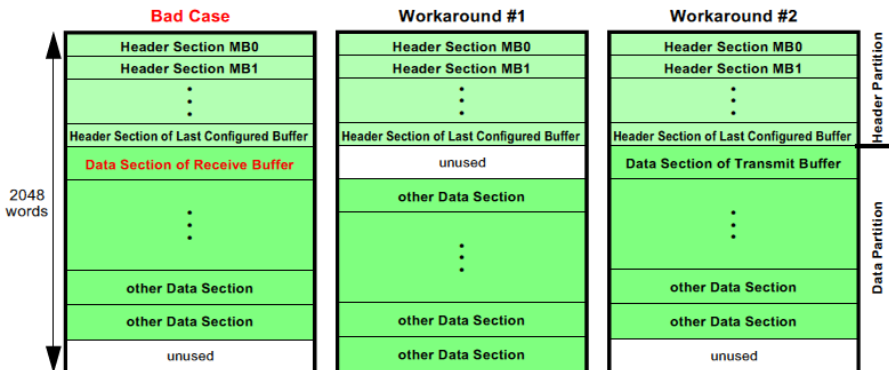 Bad Case
Workaround #1
Workaround #2
Header Section MB0
Header Section MB1
Header Section of Last Configured Buffer
Data Section of Receive Buffer
other Data Section
other Data Section
unused
Header Section MB0
Header Section MB1
Header Section of Last Configured Buffer
unused
other Data Section
other Data Section
other Data Section
Header Section MB0
Header Section MB1
Header Section of Last Configured Buffer
Data Section of Transmit Buffer
other Data Section
other Data Section
unused
2048
words
Header Partition
Data Partition